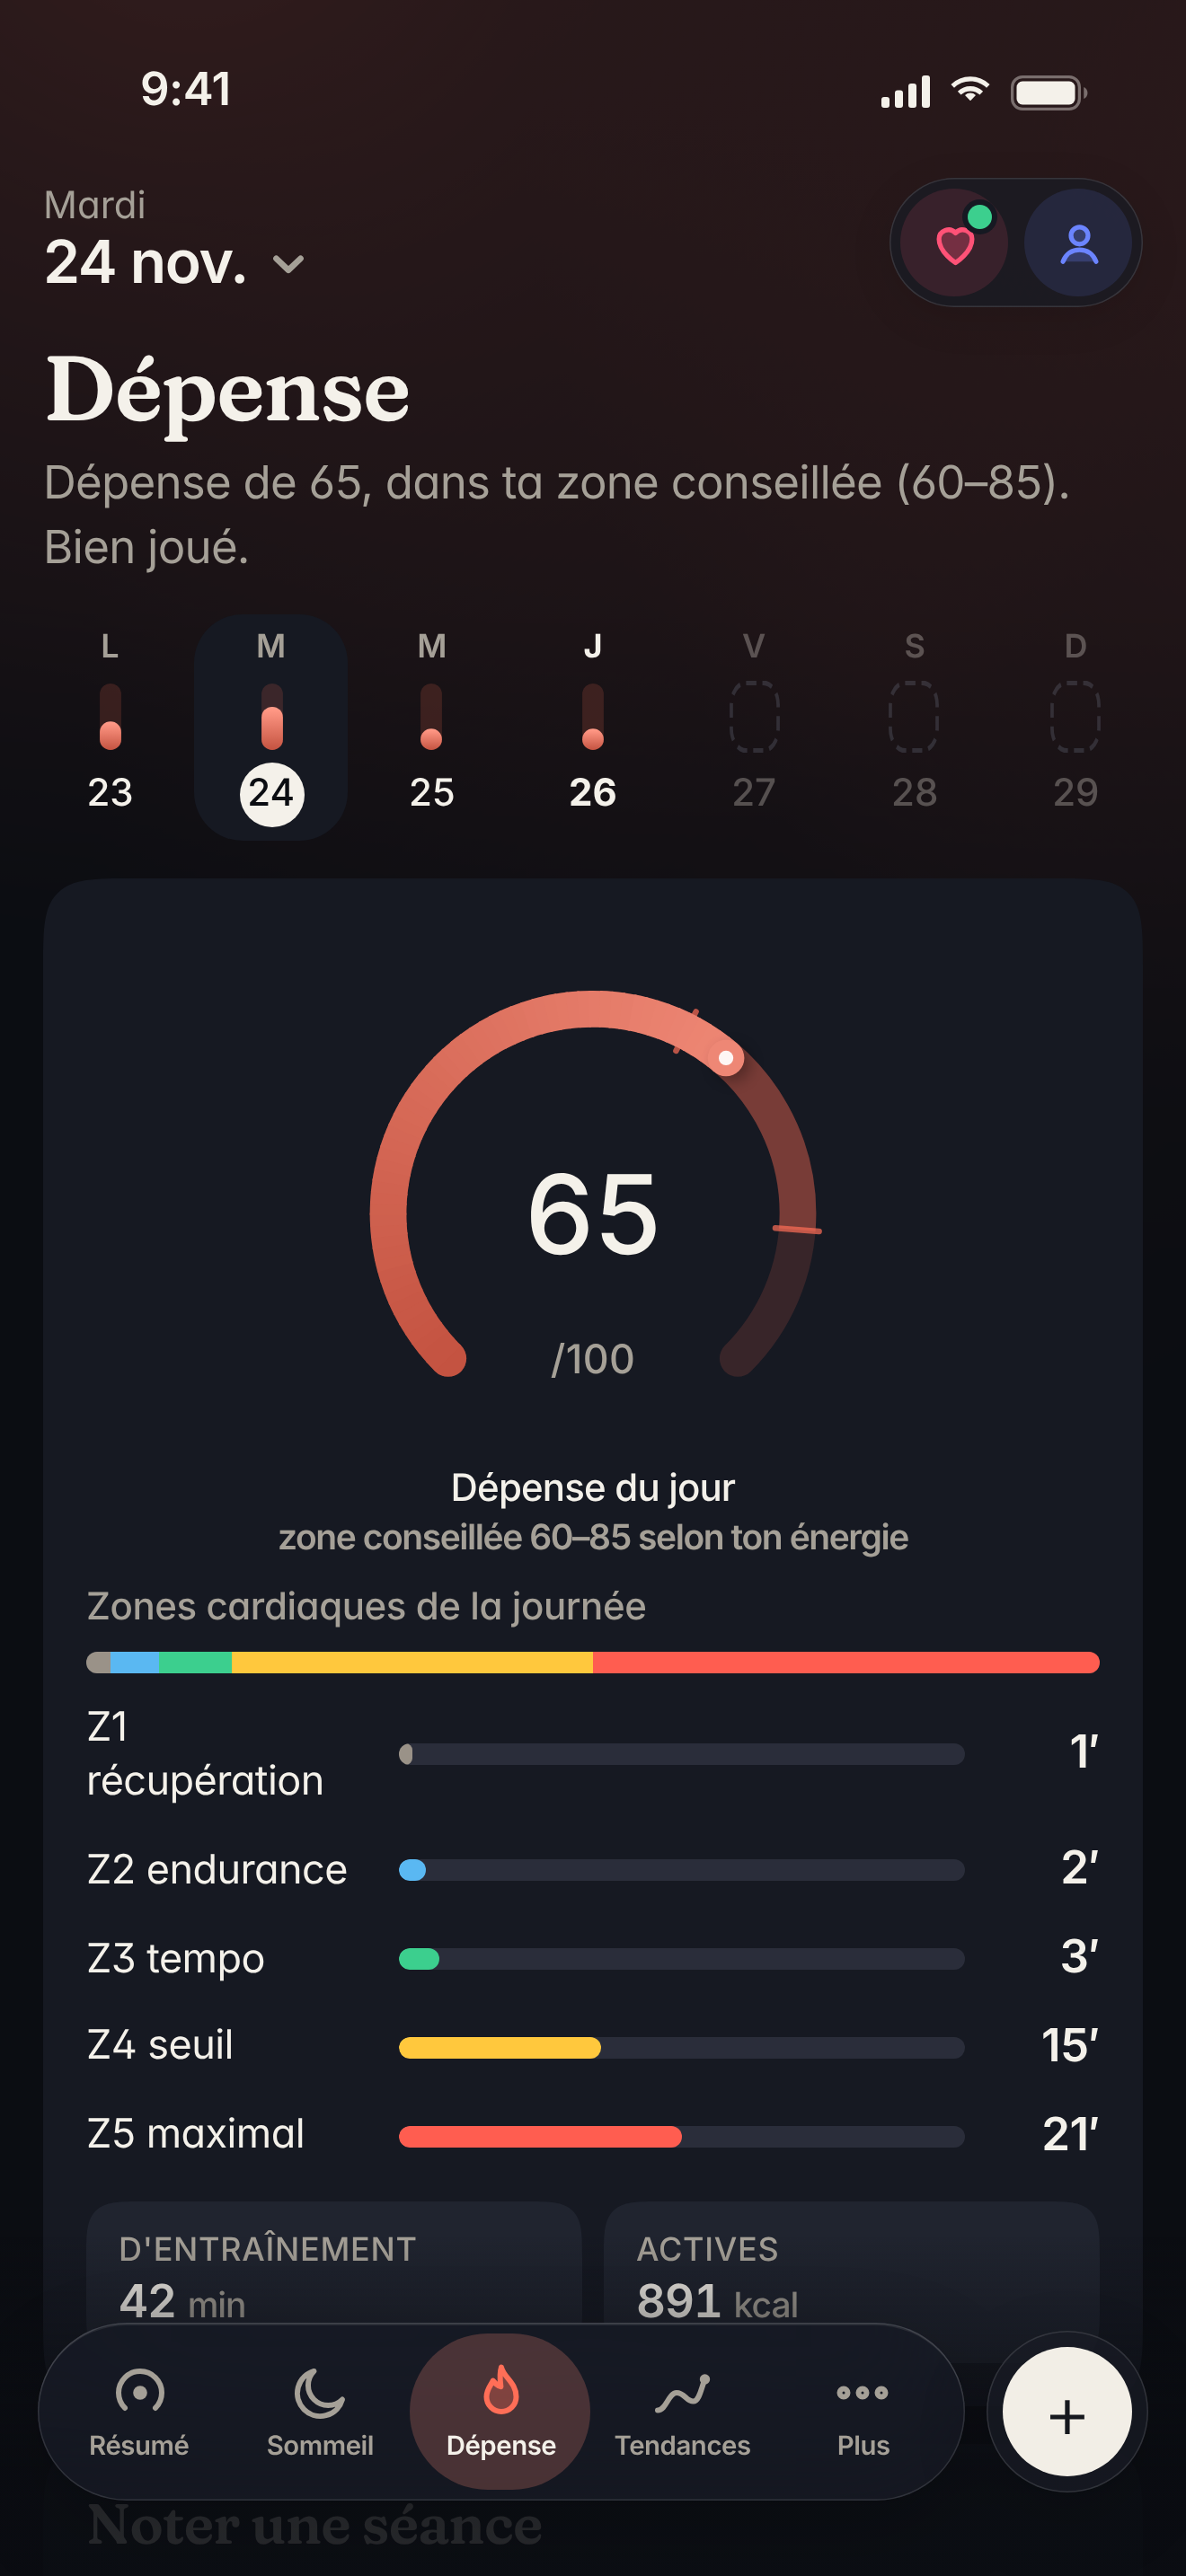 9:41
Mardi
24 nov.
Dépense
Dépense de 65, dans ta zone conseillée (60–85).
Bien joué.
L M M J V S D
23 24 25 26 27 28 29
65
/100
Dépense du jour
zone conseillée 60–85 selon ton énergie
Zones cardiaques de la journée
Z1
récupération 1′
Z2 endurance 2′
Z3 tempo 3′
Z4 seuil 15′
Z5 maximal 21′
D'ENTRAÎNEMENT ACTIVES
42 min 891 kcal
Résumé Sommeil Dépense Tendances Plus
Noter une séance